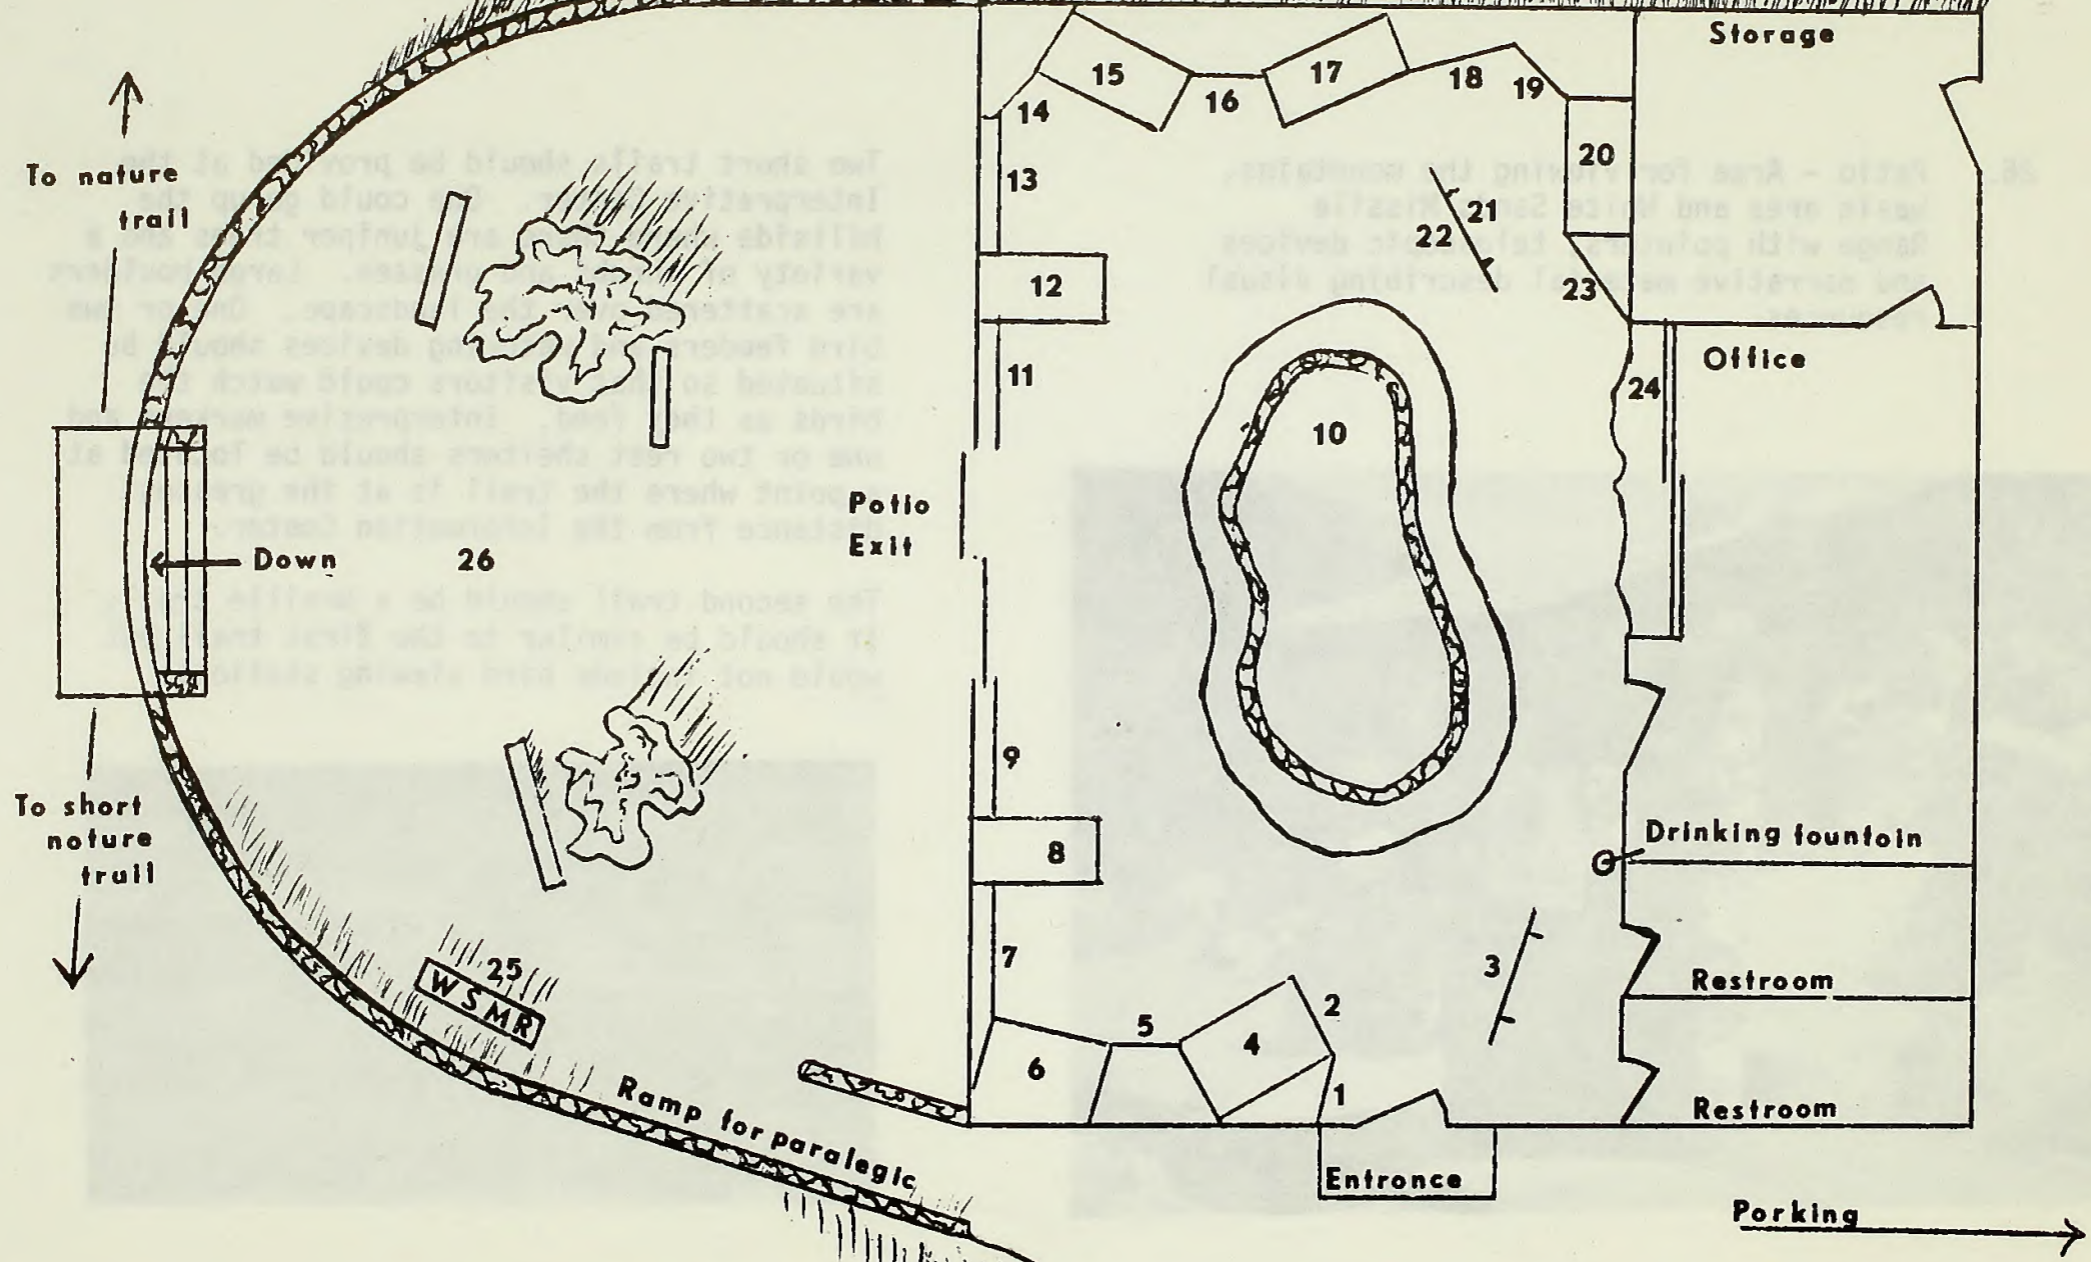 Storage
15
17
18
14
16
19
20
To nature
trail
13
21
22
12
23
Office
11
24
10
Patio
Exit
Down
26
9
To short
nature
trail
8
Drinking fountain
25
WSMR
7
3
Restroom
2
5
4
6
1
Ramp for paralegic
Restroom
Entrance
Parking